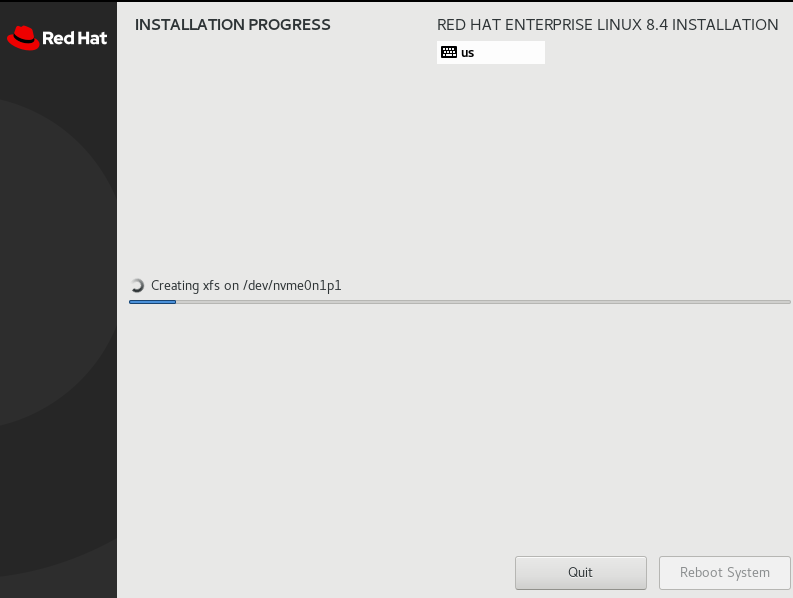 Red Hat
INSTALLATION PROGRESS
RED HAT ENTERPRISE LINUX 8.4 INSTALLATION
us
Creating xfs on /dev/nvme0n1p1
Quit
Reboot System